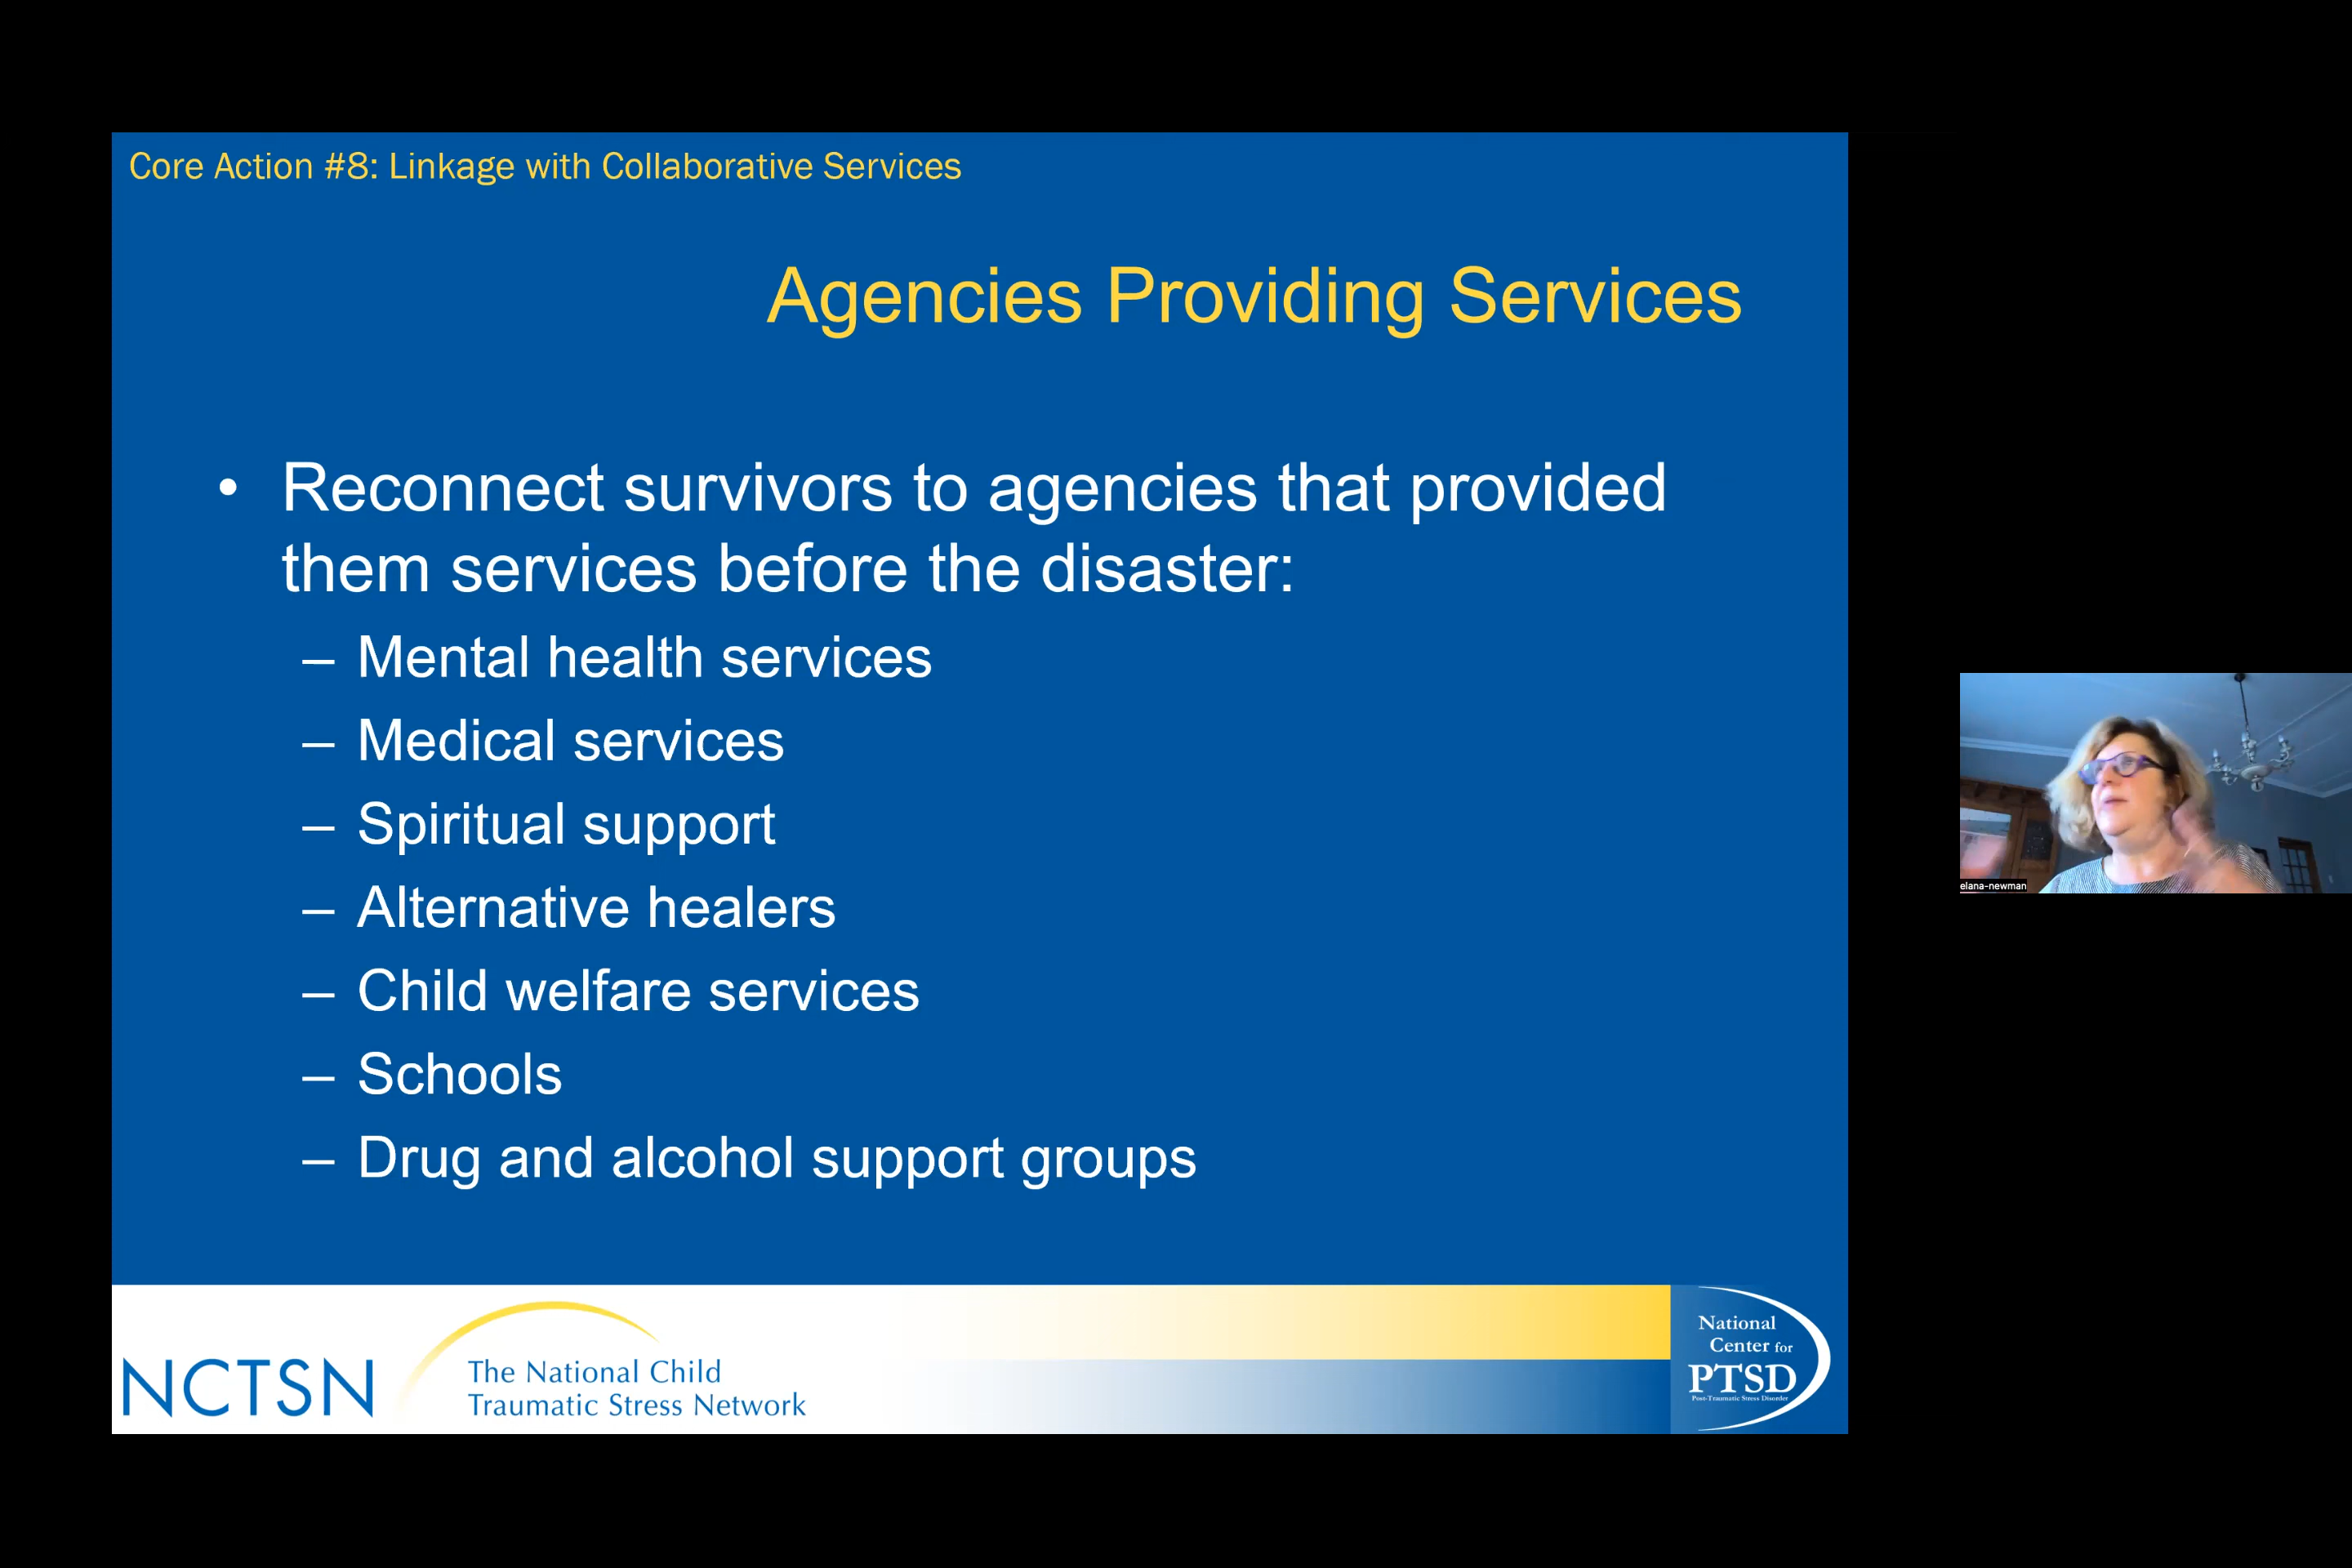 Core Action #8: Linkage with Collaborative Services
Agencies Providing Services
• Reconnect survivors to agencies that provided
them services before the disaster:
– Mental health services
– Medical services
– Spiritual support
– Alternative healers
– Child welfare services
– Schools
– Drug and alcohol support groups
NCTSN
The National Child
Traumatic Stress Network
National
Center for
PTSD
Post-Traumatic Stress Disorder
elana-newman